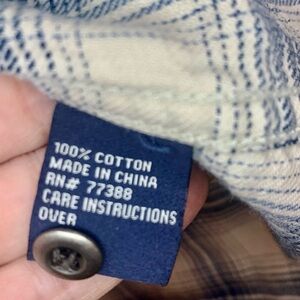 100% COTTON
MADE IN CHINA
RN# 77388
CARE INSTRUCTIONS
OVER